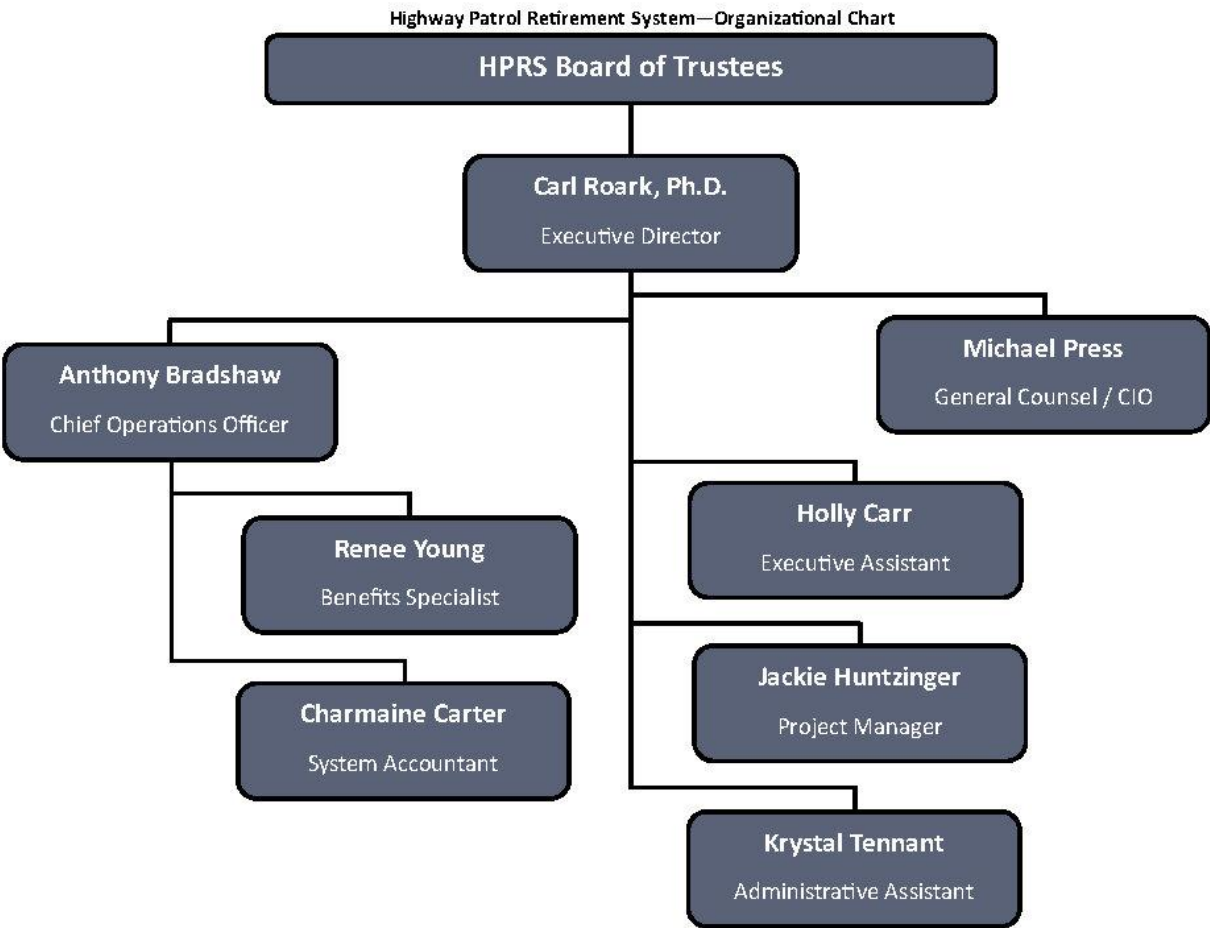 Highway Patrol Retirement System—Organizational Chart
HPRS Board of Trustees
Carl Roark, Ph.D.
Executive Director
Michael Press
General Counsel / CIO
Anthony Bradshaw
Chief Operations Officer
Holly Carr
Executive Assistant
Renee Young
Benefits Specialist
Jackie Huntzinger
Project Manager
Charmaine Carter
System Accountant
Krystal Tennant
Administrative Assistant